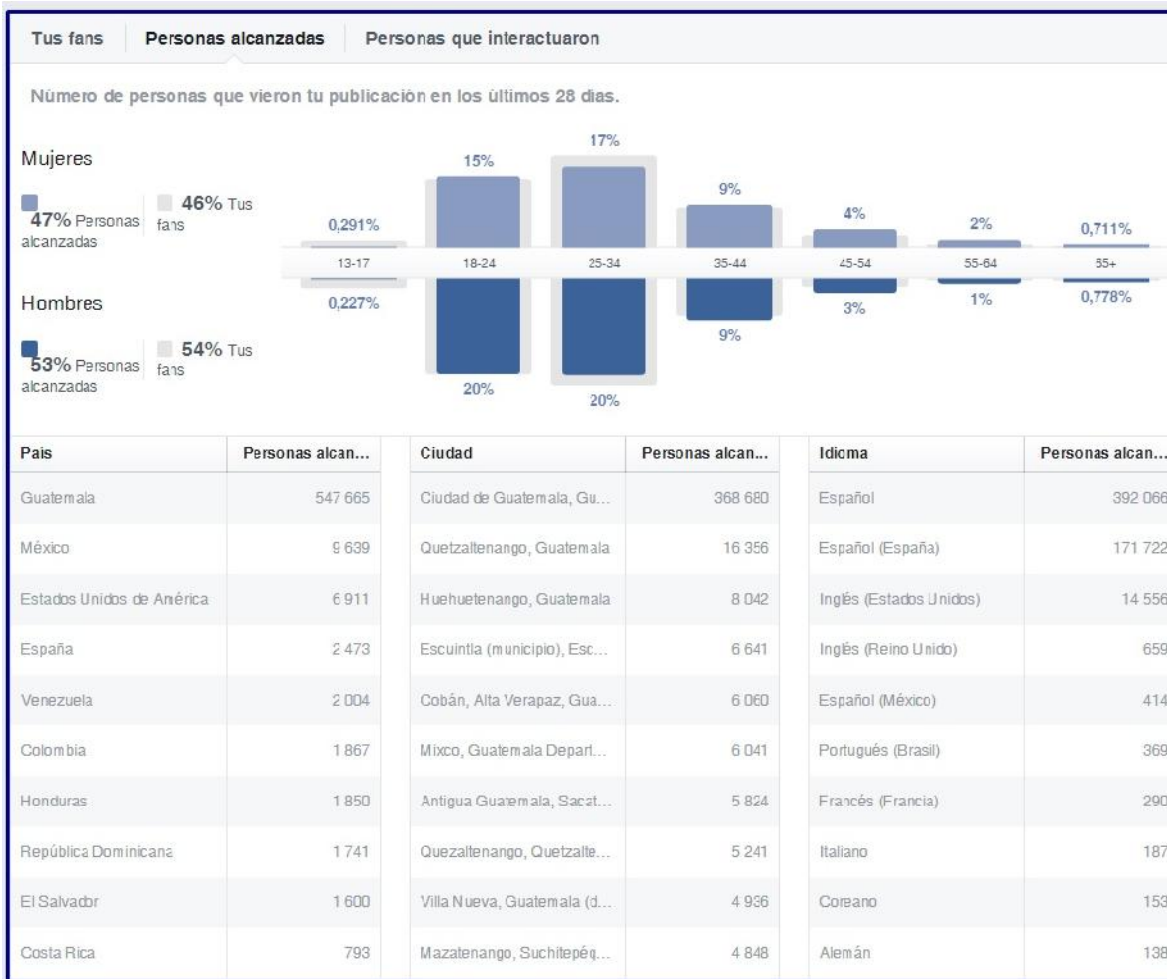 Tus fans Personas alcanzadas Personas que interactuaron
Número de personas que vieron tu publicación en los últimos 28 días.
Mujeres
47% Personas alcanzadas
46% Tus fans
Hombres
53% Personas alcanzadas
54% Tus fans
0,291% 15% 17% 9% 4% 2% 0,711%
13-17 18-24 25-34 35-44 45-54 55-64 55+
0,227% 20% 20% 9% 3% 1% 0,778%
País Personas alcan... Ciudad Personas alcan... Idioma Personas alcan...
Guatemala 547 665 Ciudad de Guatemala, Gu... 368 680 Español 392 066
México 9 639 Quetzaltenango, Guatemala 16 356 Español (España) 171 722
Estados Unidos de América 6 911 Huehuetenango, Guatemala 8 042 Inglés (Estados Unidos) 14 556
España 2 473 Escuintla (municipio), Esc... 6 641 Inglés (Reino Unido) 659
Venezuela 2 004 Cobán, Alta Verapaz, Gua... 6 060 Español (México) 414
Colombia 1 867 Mixco, Guatemala Depart... 6 041 Portugués (Brasil) 369
Honduras 1 850 Antigua Guatemala, Sacat... 5 824 Francés (Francia) 290
República Dominicana 1 741 Quezaltenango, Quetzalte... 5 241 Italiano 187
El Salvador 1 600 Villa Nueva, Guatemala (d... 4 936 Coreano 153
Costa Rica 793 Mazatenango, Suchitepéq... 4 848 Alemán 138